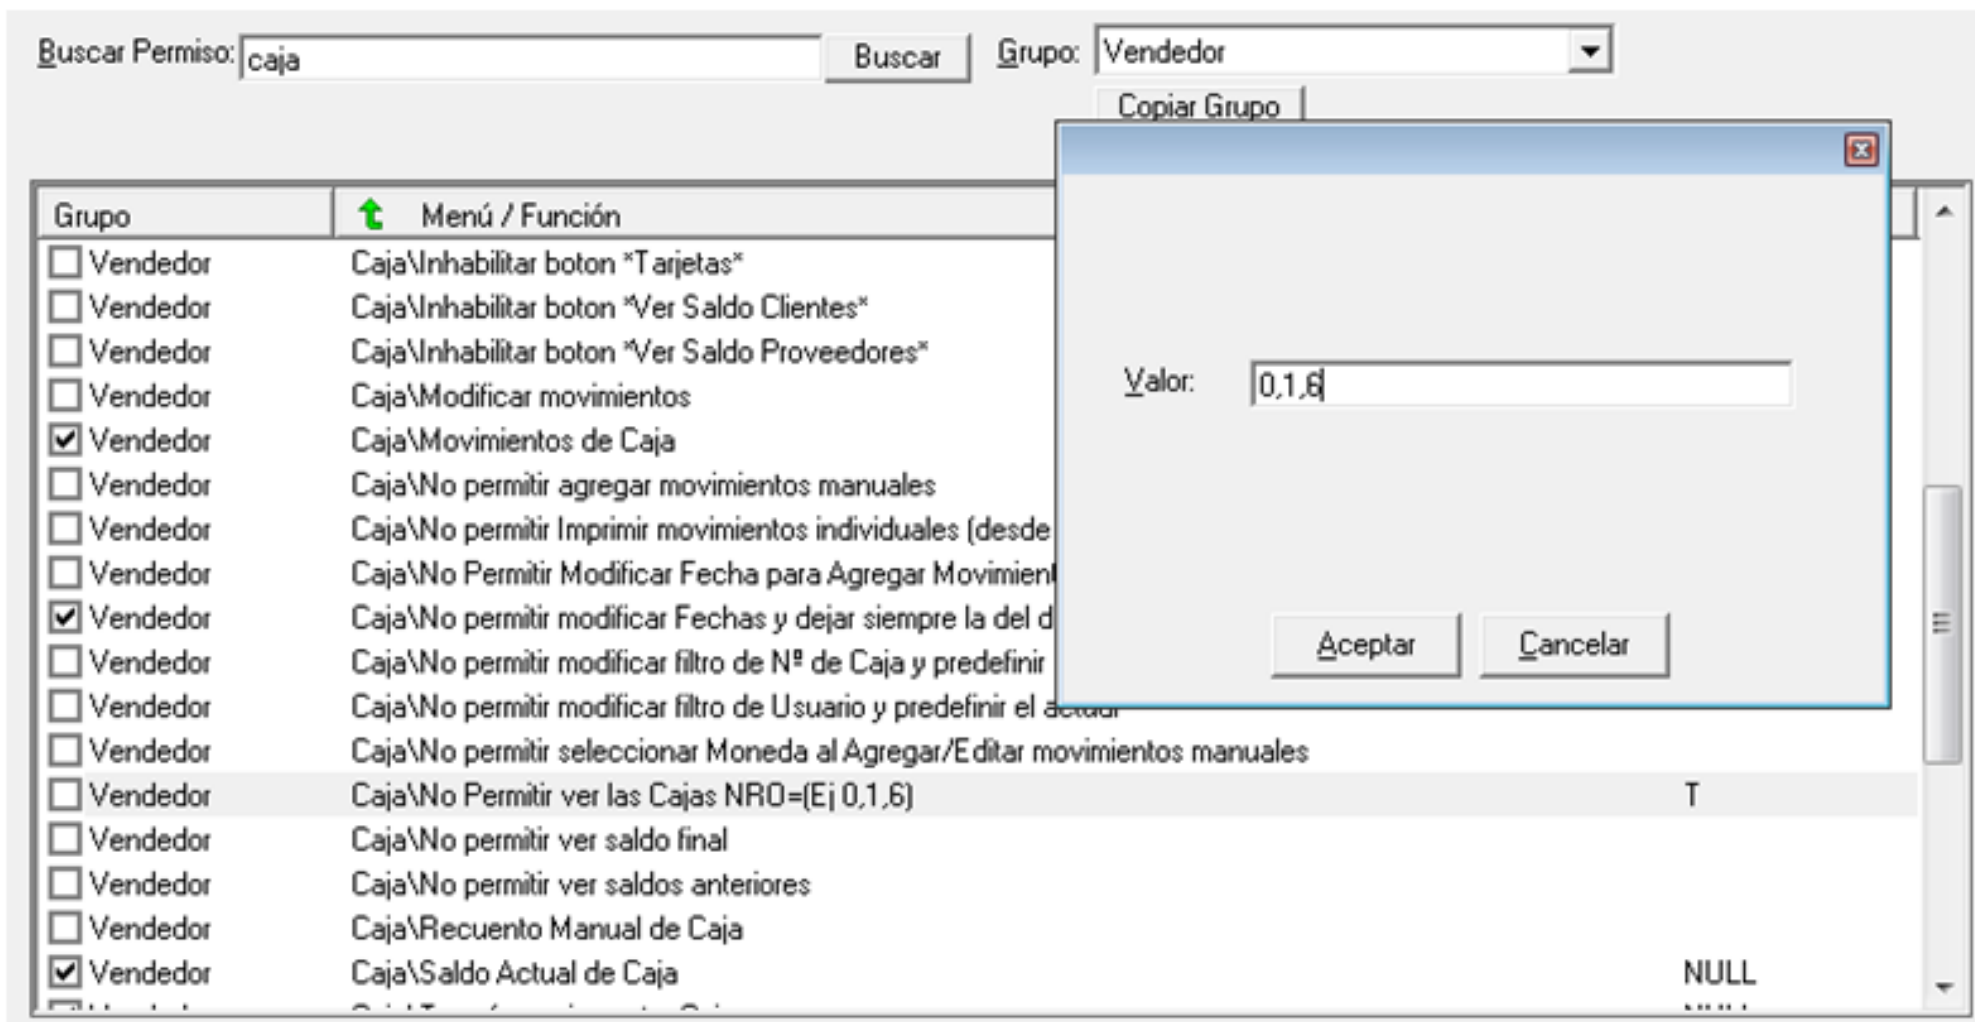 Buscar Permiso: caja Buscar Grupo: Vendedor
Copiar Grupo
Grupo Menú / Función
Vendedor Caja\Inhabilitar boton *Tarjetas*
Vendedor Caja\Inhabilitar boton *Ver Saldo Clientes*
Vendedor Caja\Inhabilitar boton *Ver Saldo Proveedores*
Vendedor Caja\Modificar movimientos
Vendedor Caja\Movimientos de Caja
Vendedor Caja\No permitir agregar movimientos manuales
Vendedor Caja\No permitir Imprimir movimientos individuales (desde
Vendedor Caja\No Permitir Modificar Fecha para Agregar Movimient
Vendedor Caja\No permitir modificar Fechas y dejar siempre la del d
Vendedor Caja\No permitir modificar filtro de Nº de Caja y predefinir
Vendedor Caja\No permitir modificar filtro de Usuario y predefinir el
Vendedor Caja\No permitir seleccionar Moneda al Agregar/Editar movimientos manuales
Vendedor Caja\No Permitir ver las Cajas NRO=(Ej 0,1,6) T
Vendedor Caja\No permitir ver saldo final
Vendedor Caja\No permitir ver saldos anteriores
Vendedor Caja\Recuento Manual de Caja
Vendedor Caja\Saldo Actual de Caja NULL
Valor: 0,1,6
Aceptar Cancelar